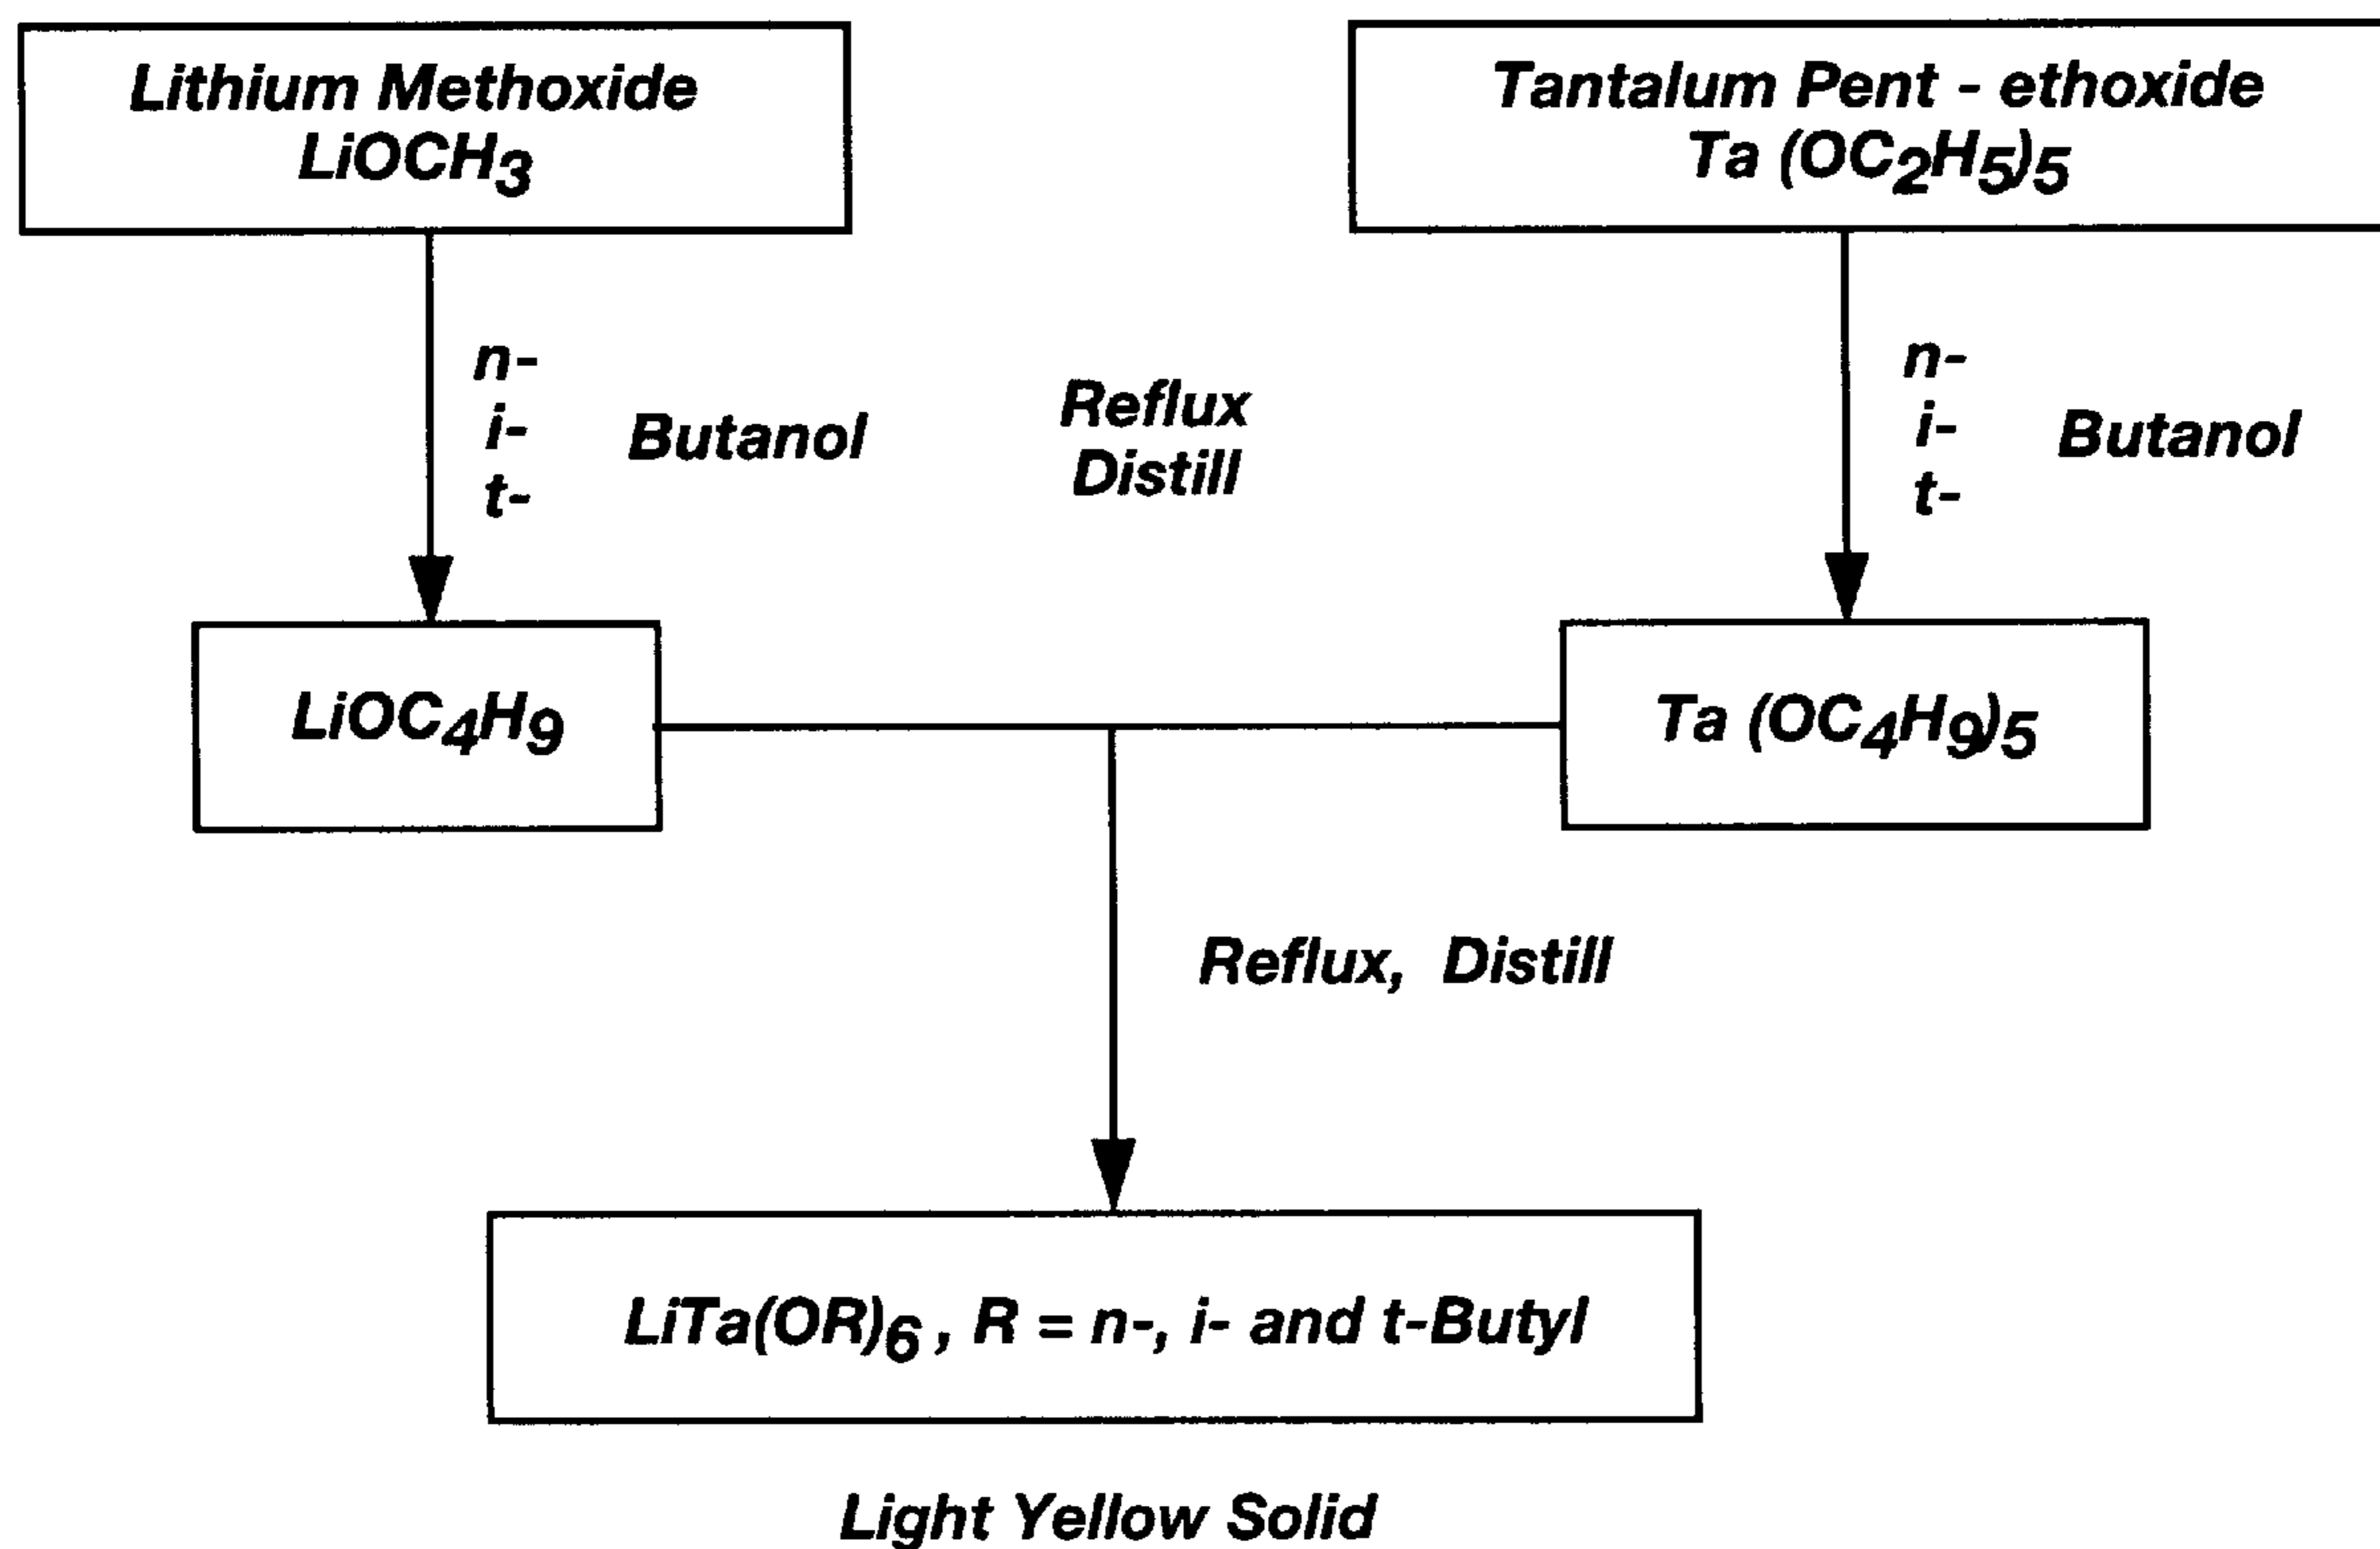 Lithium Methoxide
LiOCH3
Tantalum Pent - ethoxide
Ta (OC2H5)5
n-
i-
t-
Butanol
Reflux
Distill
n-
i-
t-
Butanol
LiOC4H9
Ta (OC4H9)5
Reflux, Distill
LiTa(OR)6 , R = n-, i- and t-Butyl
Light Yellow Solid